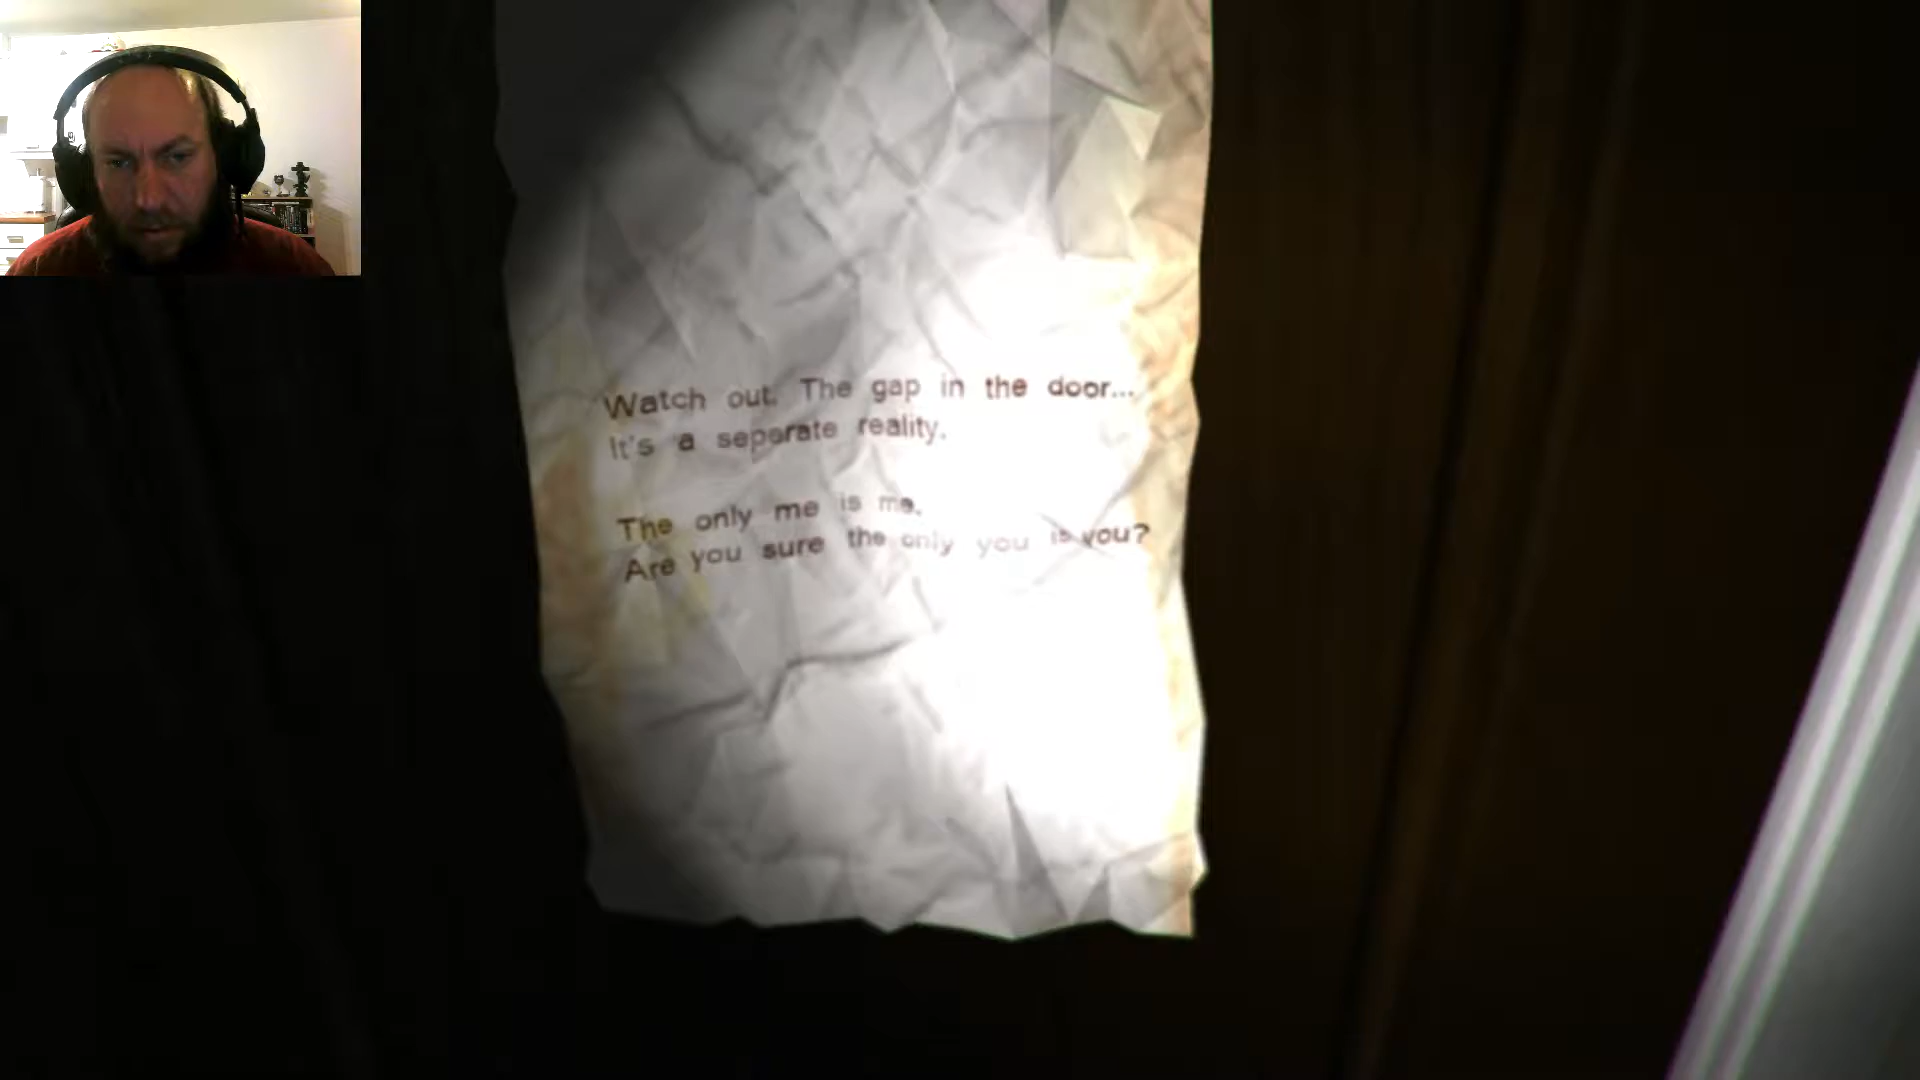 Watch out. The gap in the door...
It's a seperate reality.
The only me is me.
Are you sure the only you is you?